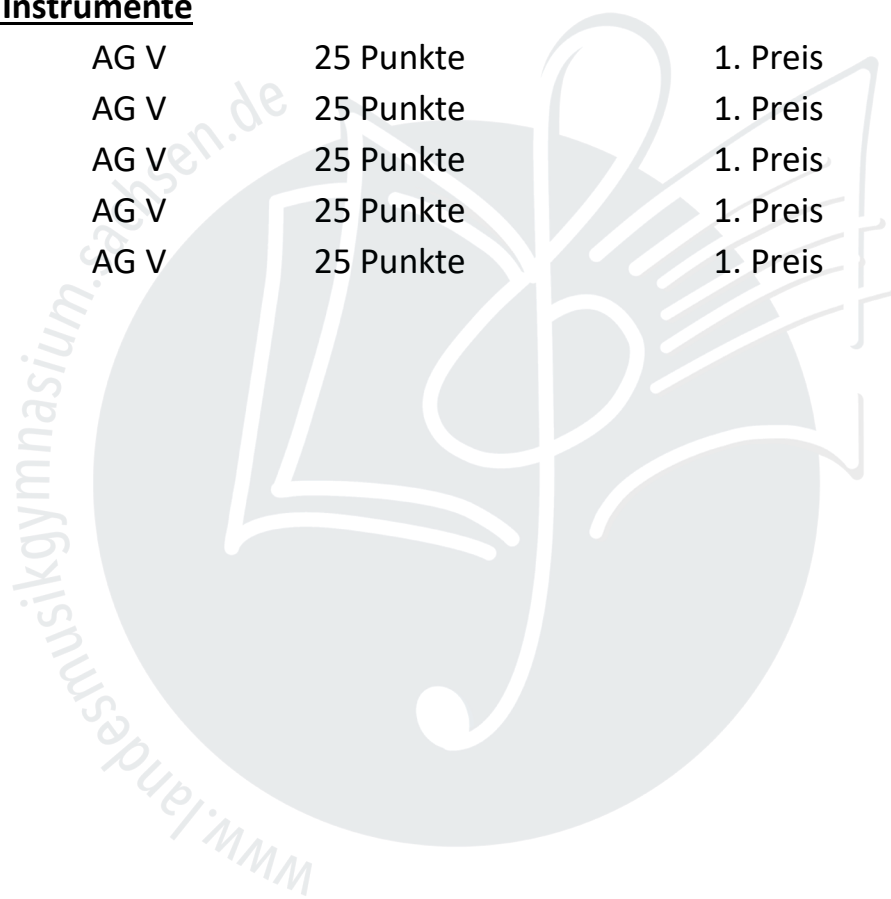 Instrumente
AG V 25 Punkte 1. Preis
AG V 25 Punkte 1. Preis
AG V 25 Punkte 1. Preis
AG V 25 Punkte 1. Preis
AG V 25 Punkte 1. Preis
www.landesmusikgymnasium.sachsen.de